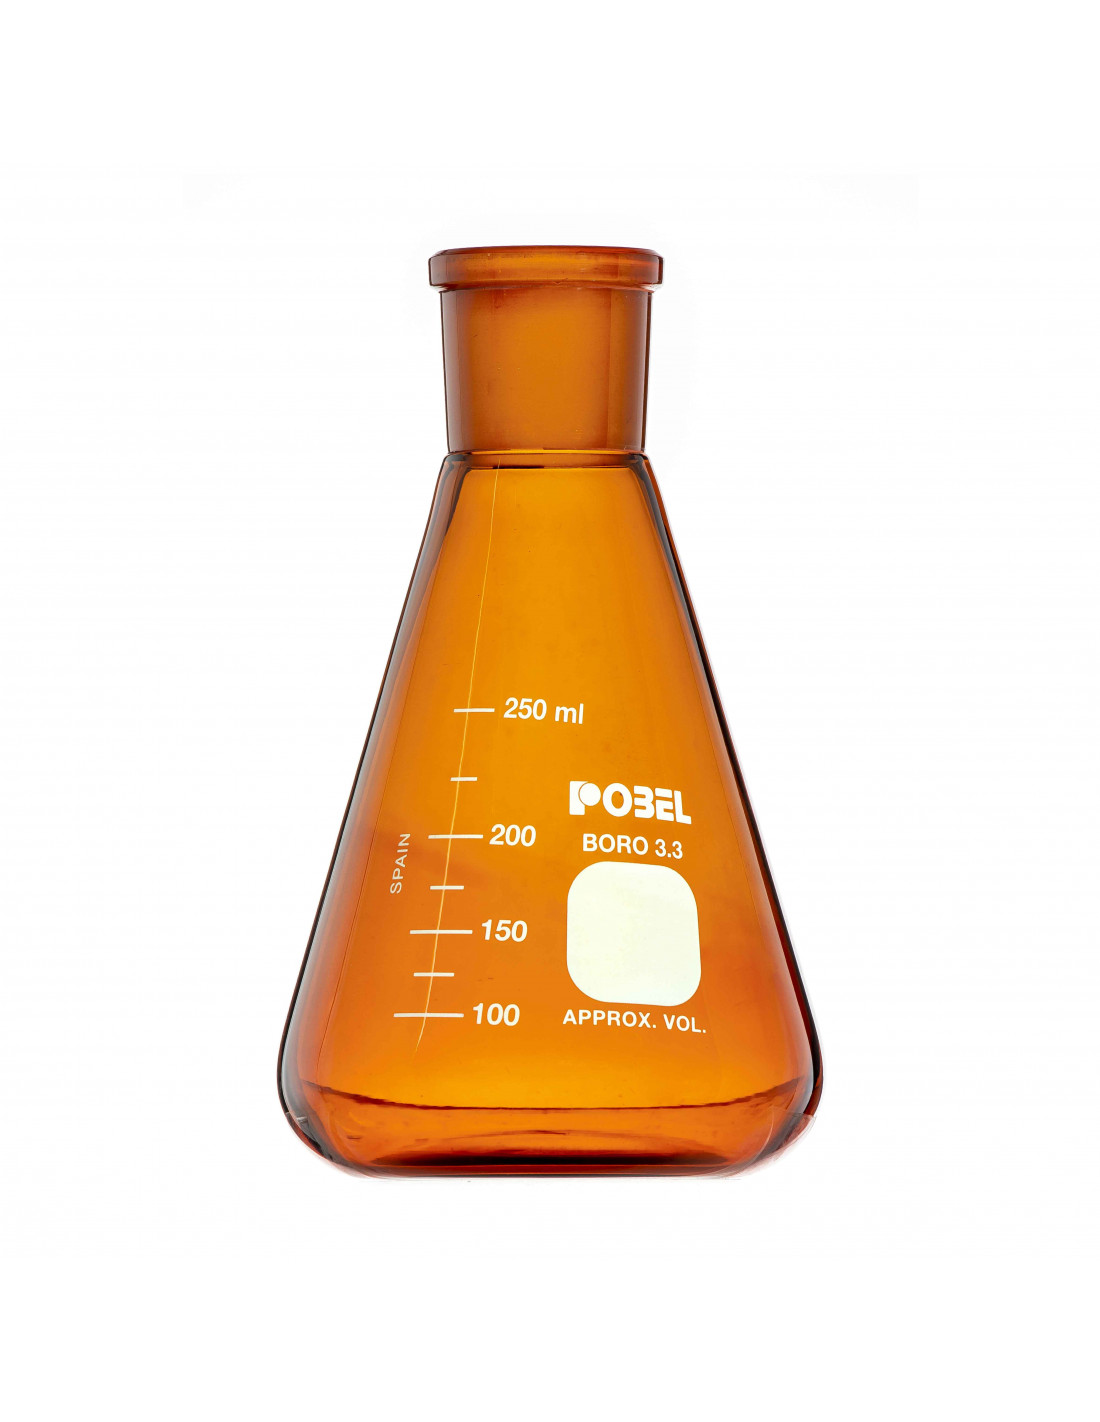 250 ml
POBEL
200
BORO 3.3
SPAIN
150
100
APPROX. VOL.